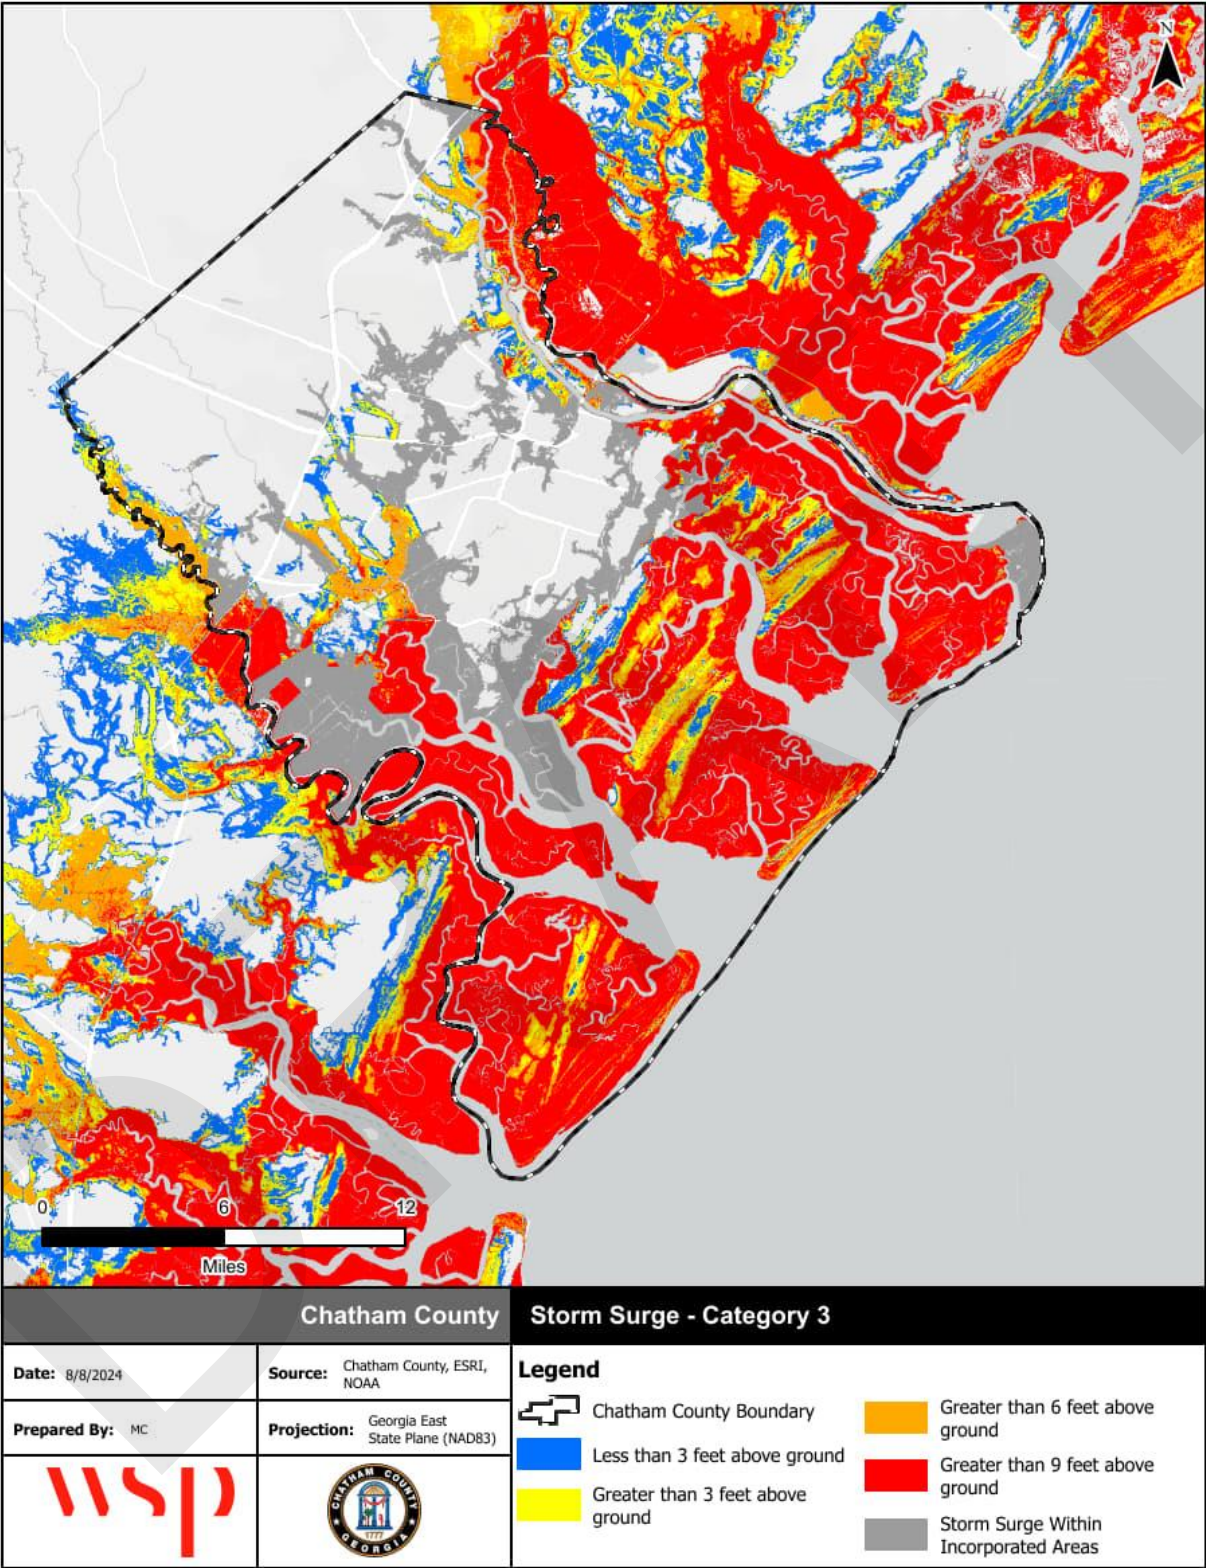 N
0 6 12
Miles
Chatham County
Storm Surge - Category 3
Date: 8/8/2024
Source: Chatham County, ESRI,
NOAA
Prepared By: MC
Projection: Georgia East
State Plane (NAD83)
wsp
CHATHAM COUNTY
1777
GEORGIA
Legend
Chatham County Boundary
Less than 3 feet above ground
Greater than 3 feet above
ground
Greater than 6 feet above
ground
Greater than 9 feet above
ground
Storm Surge Within
Incorporated Areas
DRAFT